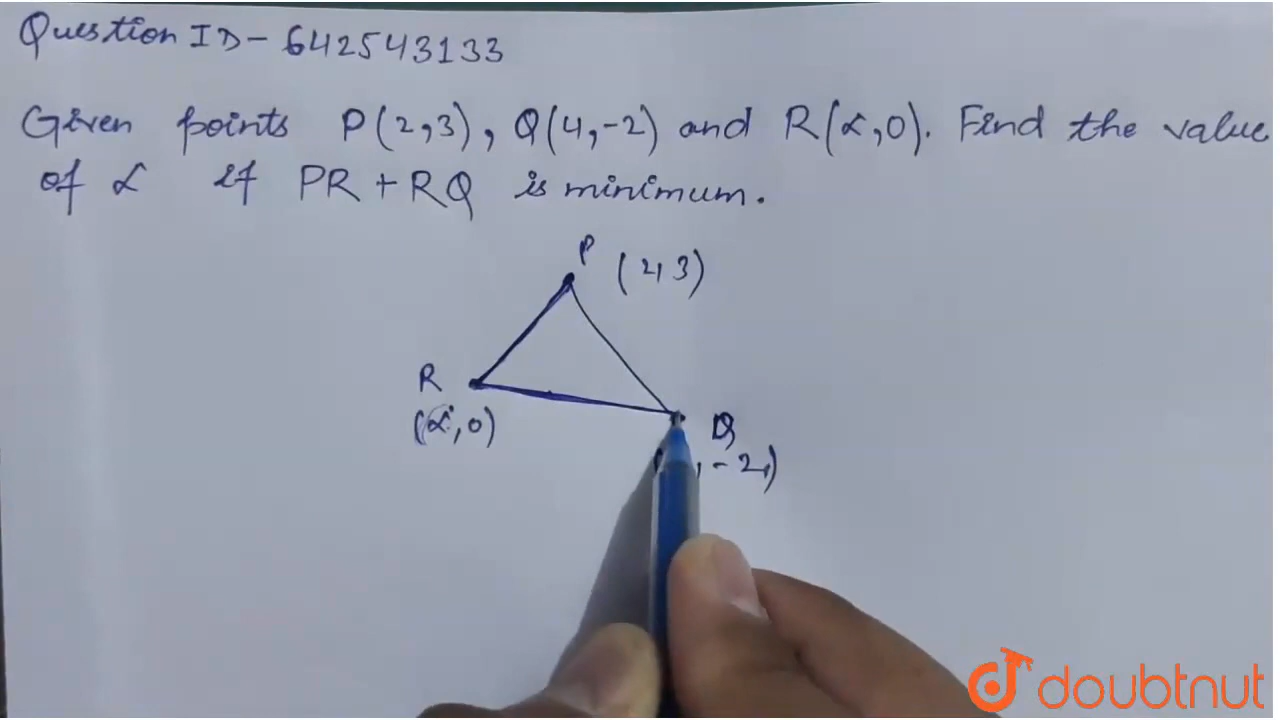 Question ID - 642543133
Given points P(2,3), Q(4,-2) and R(α,0). Find the value
of α if PR + RQ is minimum.
P (2,3)
R
(α,0)
Q
, -2)
doubtnut